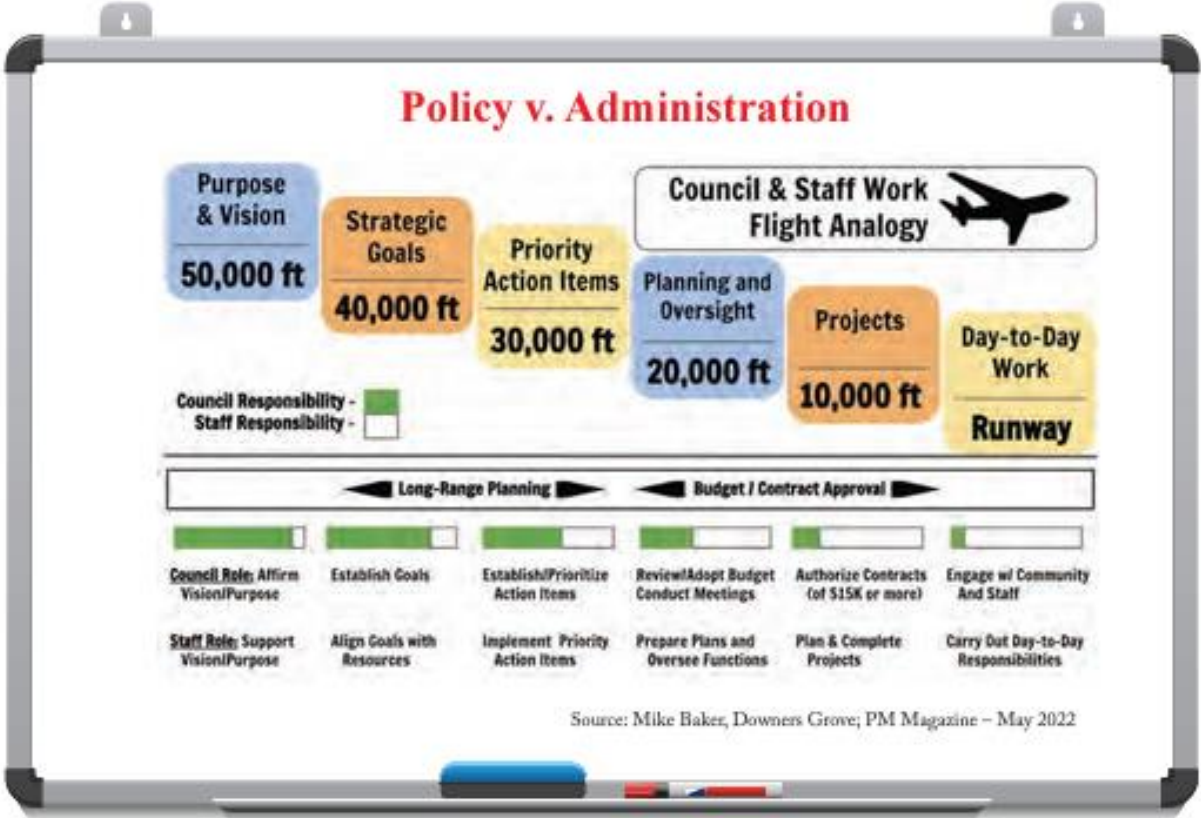 Policy v. Administration
Purpose
& Vision
50,000 ft
Strategic
Goals
40,000 ft
Priority
Action Items
30,000 ft
Council & Staff Work
Flight Analogy
Planning and
Oversight
20,000 ft
Projects
10,000 ft
Day-to-Day
Work
Runway
Council Responsibility -
Staff Responsibility -
Long-Range Planning
Budget / Contract Approval
Council Role: Affirm
Vision/Purpose
Establish Goals
Establish/Prioritize
Action Items
Review/Adopt Budget
Conduct Meetings
Authorize Contracts
(of $15K or more)
Engage w/ Community
And Staff
Staff Role: Support
Vision/Purpose
Align Goals with
Resources
Implement Priority
Action Items
Prepare Plans and
Oversee Functions
Plan & Complete
Projects
Carry Out Day-to-Day
Responsibilities
Source: Mike Baker, Downers Grove; PM Magazine – May 2022